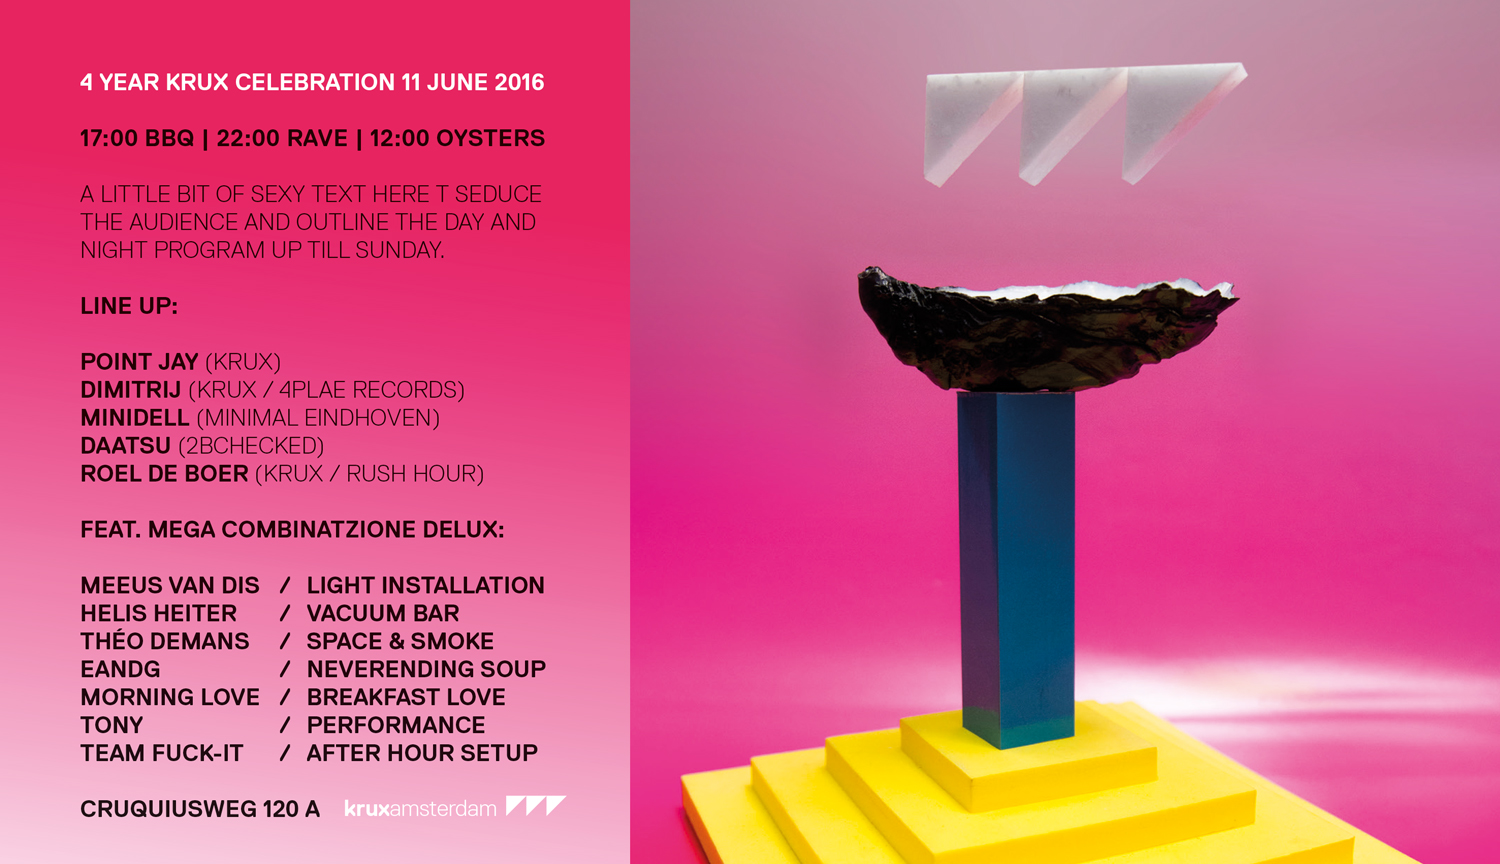 4 YEAR KRUX CELEBRATION 11 JUNE 2016
17:00 BBQ | 22:00 RAVE | 12:00 OYSTERS
A LITTLE BIT OF SEXY TEXT HERE T SEDUCE
THE AUDIENCE AND OUTLINE THE DAY AND
NIGHT PROGRAM UP TILL SUNDAY.
LINE UP:
POINT JAY (KRUX)
DIMITRIJ (KRUX / 4PLAE RECORDS)
MINIDELL (MINIMAL EINDHOVEN)
DAATSU (2BCHECKED)
ROEL DE BOER (KRUX / RUSH HOUR)
FEAT. MEGA COMBINATZIONE DELUX:
MEEUS VAN DIS / LIGHT INSTALLATION
HELIS HEITER / VACUUM BAR
THÉO DEMANS / SPACE & SMOKE
EANDG / NEVERENDING SOUP
MORNING LOVE / BREAKFAST LOVE
TONY / PERFORMANCE
TEAM FUCK-IT / AFTER HOUR SETUP
CRUQUIUSWEG 120 A kruxamsterdam